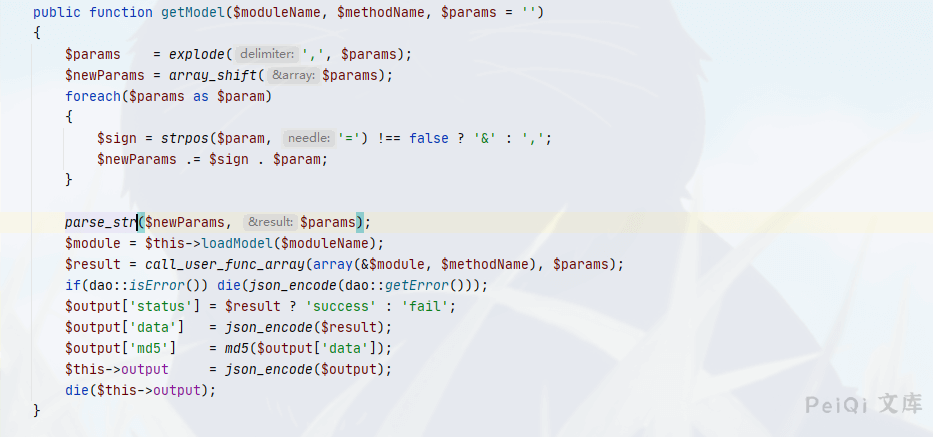 public function getModel($moduleName, $methodName, $params = '')
{
    $params    = explode( delimiter: ',', $params);
    $newParams = array_shift( &array: $params);
    foreach($params as $param)
    {
        $sign = strpos($param, needle: '=') !== false ? '&' : ',';
        $newParams .= $sign . $param;
    }

    parse_str($newParams, &result: $params);
    $module = $this->loadModel($moduleName);
    $result = call_user_func_array(array(&$module, $methodName), $params);
    if(dao::isError()) die(json_encode(dao::getError()));
    $output['status'] = $result ? 'success' : 'fail';
    $output['data']   = json_encode($result);
    $output['md5']    = md5($output['data']);
    $this->output     = json_encode($output);
    die($this->output);
}
PeiQi 文库